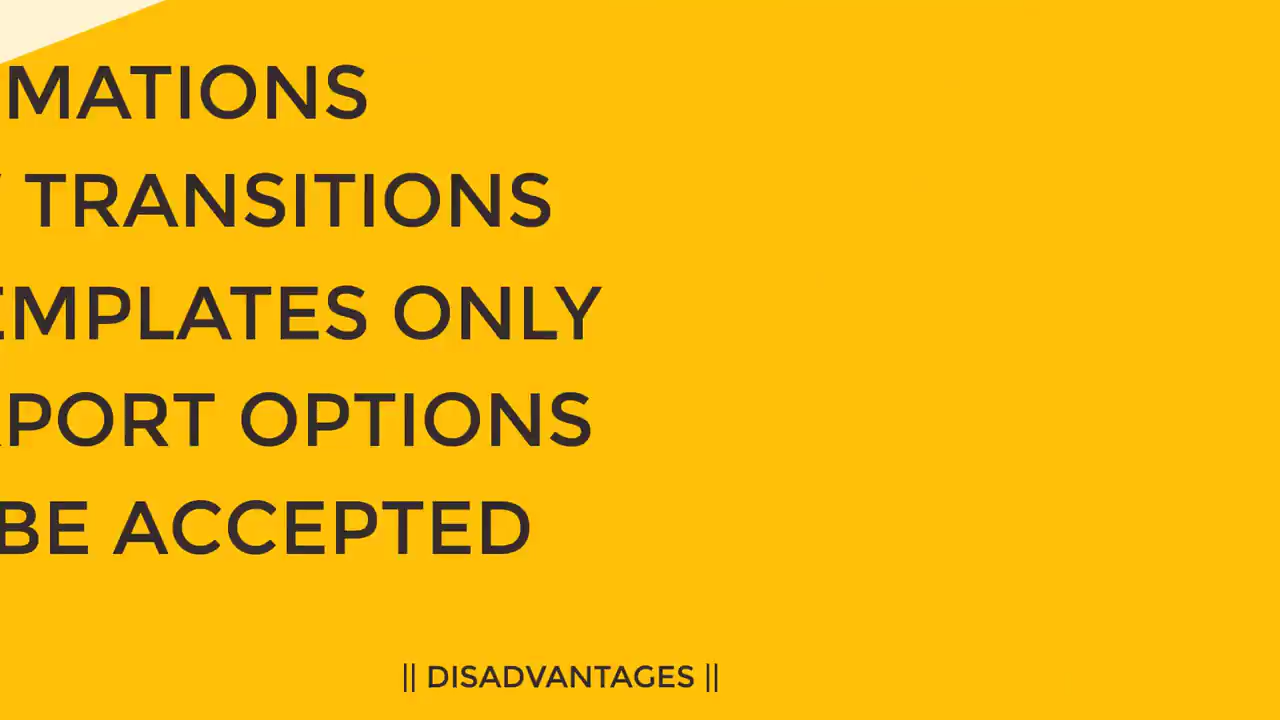 MATIONS
TRANSITIONS
EMPLATES ONLY
PORT OPTIONS
BE ACCEPTED
|| DISADVANTAGES ||